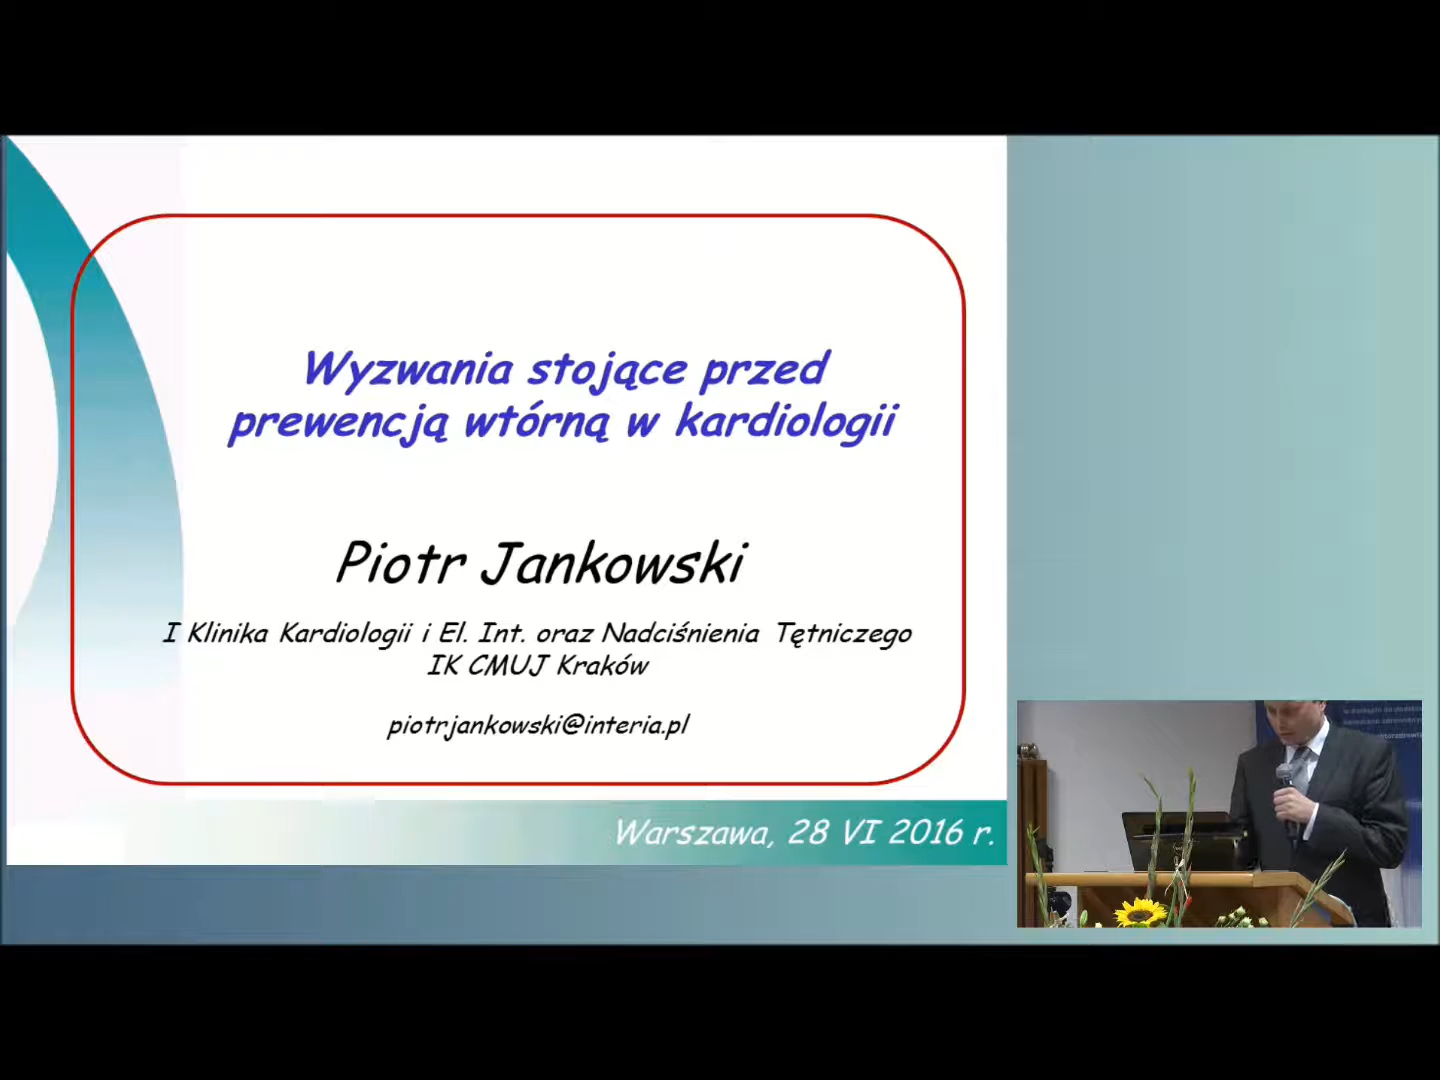 Wyzwania stojące przed
prewencją wtórną w kardiologii
Piotr Jankowski
I Klinika Kardiologii i El. Int. oraz Nadciśnienia Tętniczego
IK CMUJ Kraków
piotrjankowski@interia.pl
Warszawa, 28 VI 2016 r.